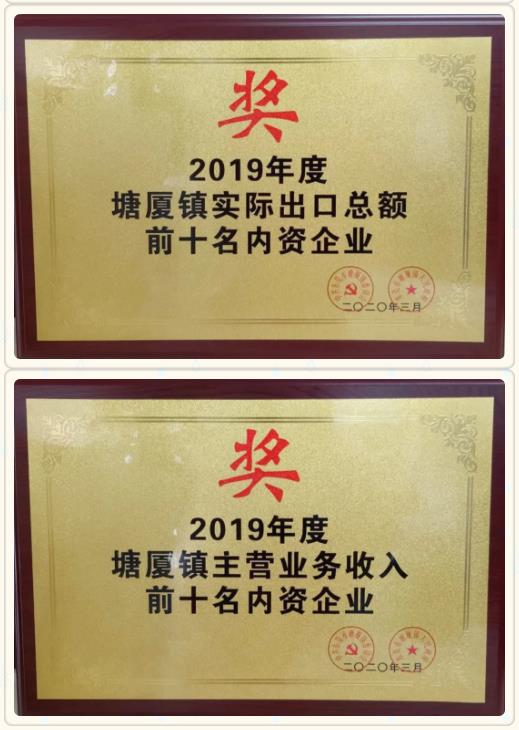 奖
2019年度
塘厦镇实际出口总额
前十名内资企业
二〇二〇年三月
奖
2019年度
塘厦镇主营业务收入
前十名内资企业
二〇二〇年三月